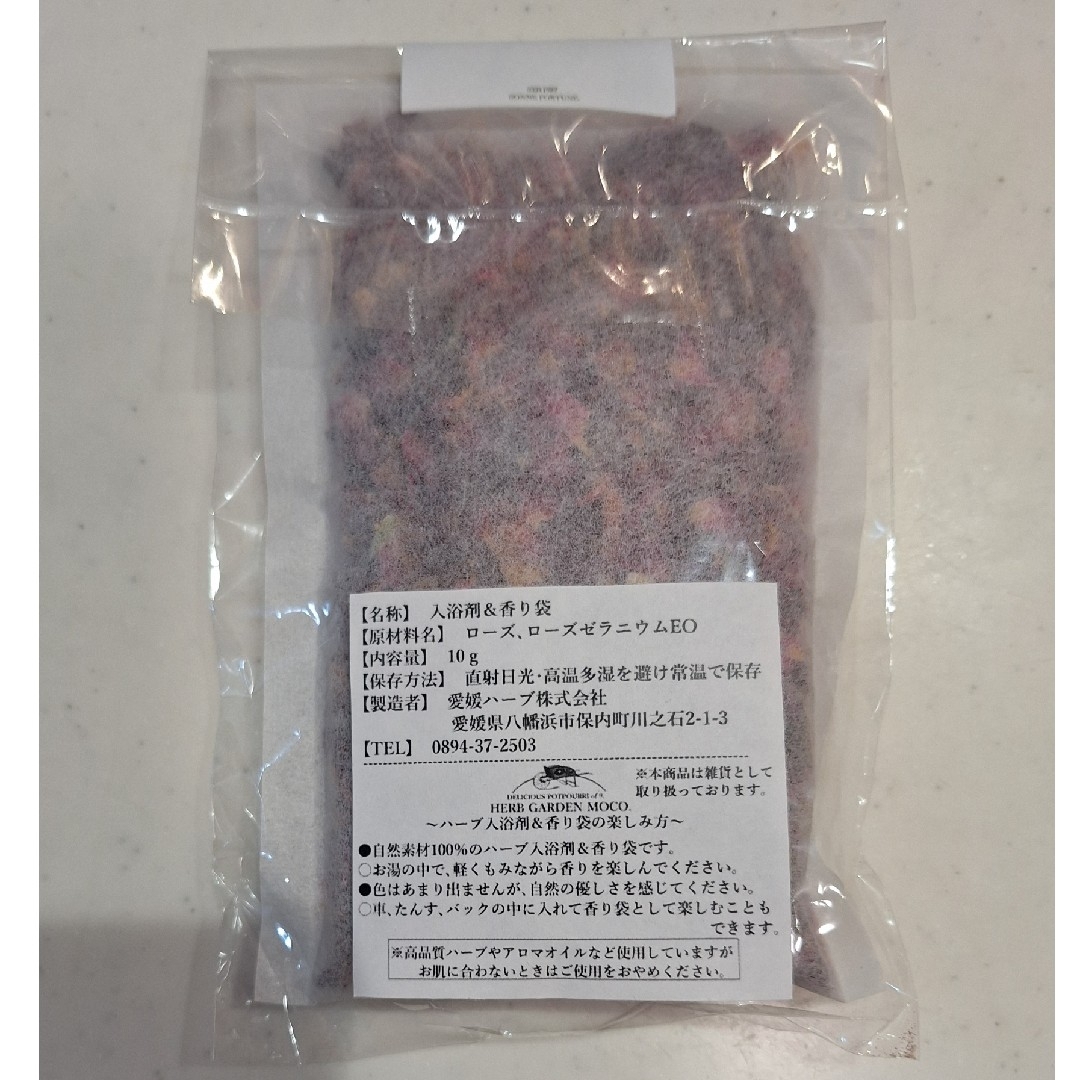 【名称】 入浴剤&香り袋
【原材料名】 ローズ、ローズゼラニウムEO
【内容量】 10g
【保存方法】 直射日光・高温多湿を避け常温で保存
【製造者】 愛媛ハーブ株式会社
愛媛県八幡浜市保内町川之石2-1-3
【TEL】 0894-37-2503
DELICIOUS POTPOURRI of it
HERB GARDEN MOCO.
※本商品は雑貨として
取り扱っております。
～ハーブ入浴剤&香り袋の楽しみ方～
●自然素材100%のハーブ入浴剤&香り袋です。
○お湯の中で、軽くもみながら香りを楽しんでください。
●色はあまり出ませんが、自然の優しさを感じてください。
○車、たんす、バックの中に入れて香り袋として楽しむことも
できます。
※高品質ハーブやアロマオイルなど使用していますが
お肌に合わないときはご使用をおやめください。